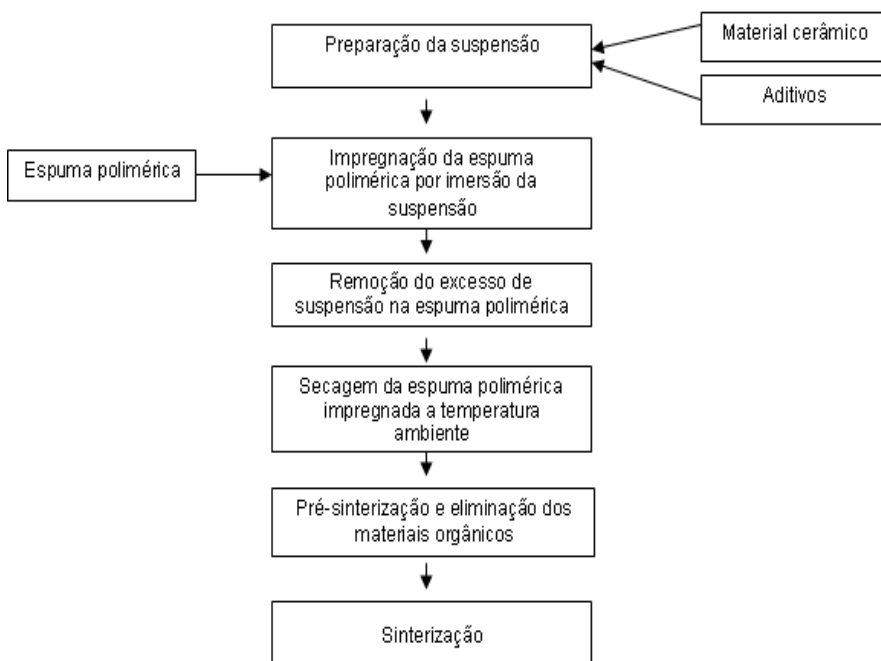 Preparação da suspensão
Material cerâmico
Aditivos
Espuma polimérica
Impregnação da espuma
polimérica por imersão da
suspensão
Remoção do excesso de
suspensão na espuma polimérica
Secagem da espuma polimérica
impregnada a temperatura
ambiente
Pré-sinterização e eliminação dos
materiais orgânicos
Sinterização